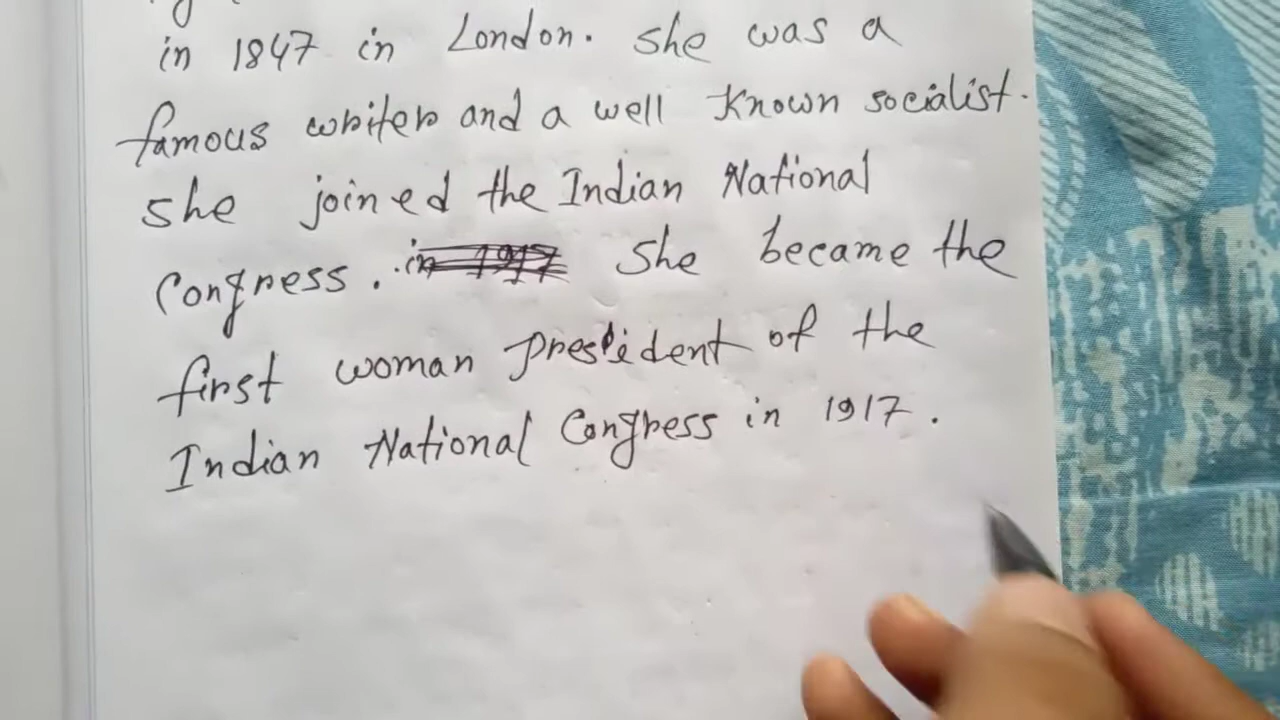 in 1847 in London. She was a
famous writer and a well known socialist.
she joined the Indian National
Congress. in 1917 She became the
first woman president of the
Indian National Congress in 1917.